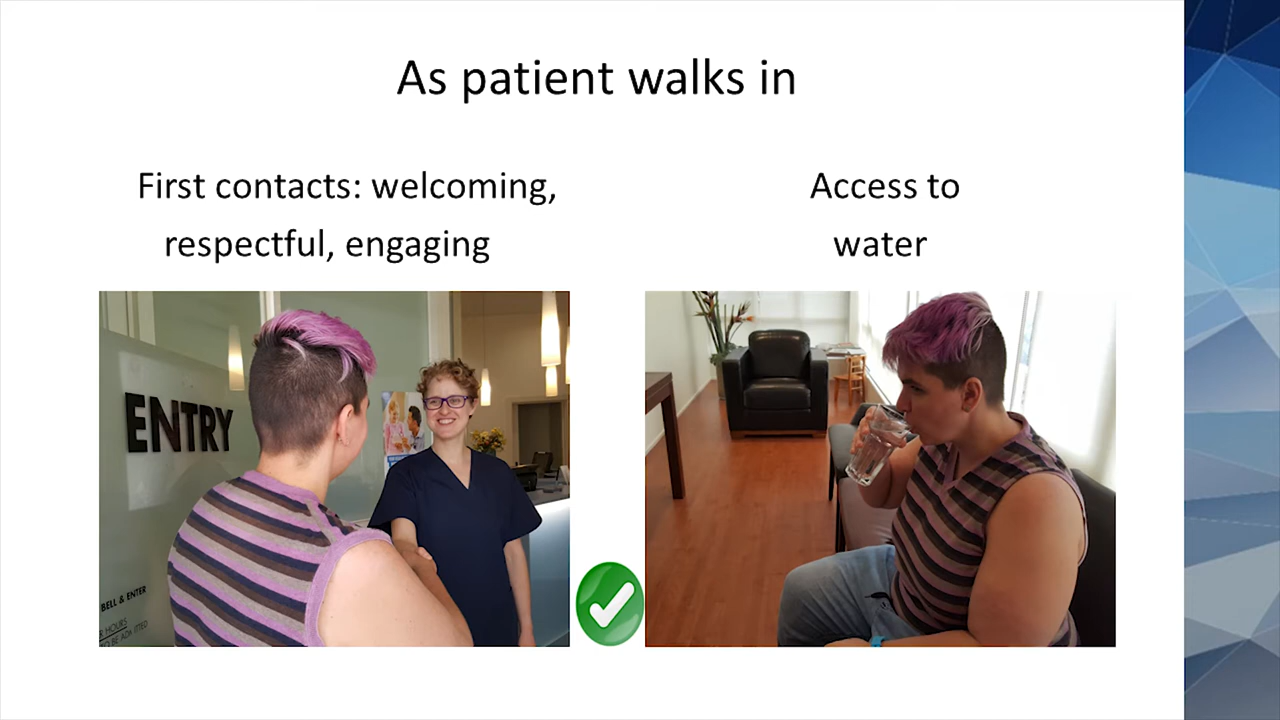 As patient walks in
First contacts: welcoming,
respectful, engaging
Access to
water
ENTRY
BELL & ENTER
HOURS